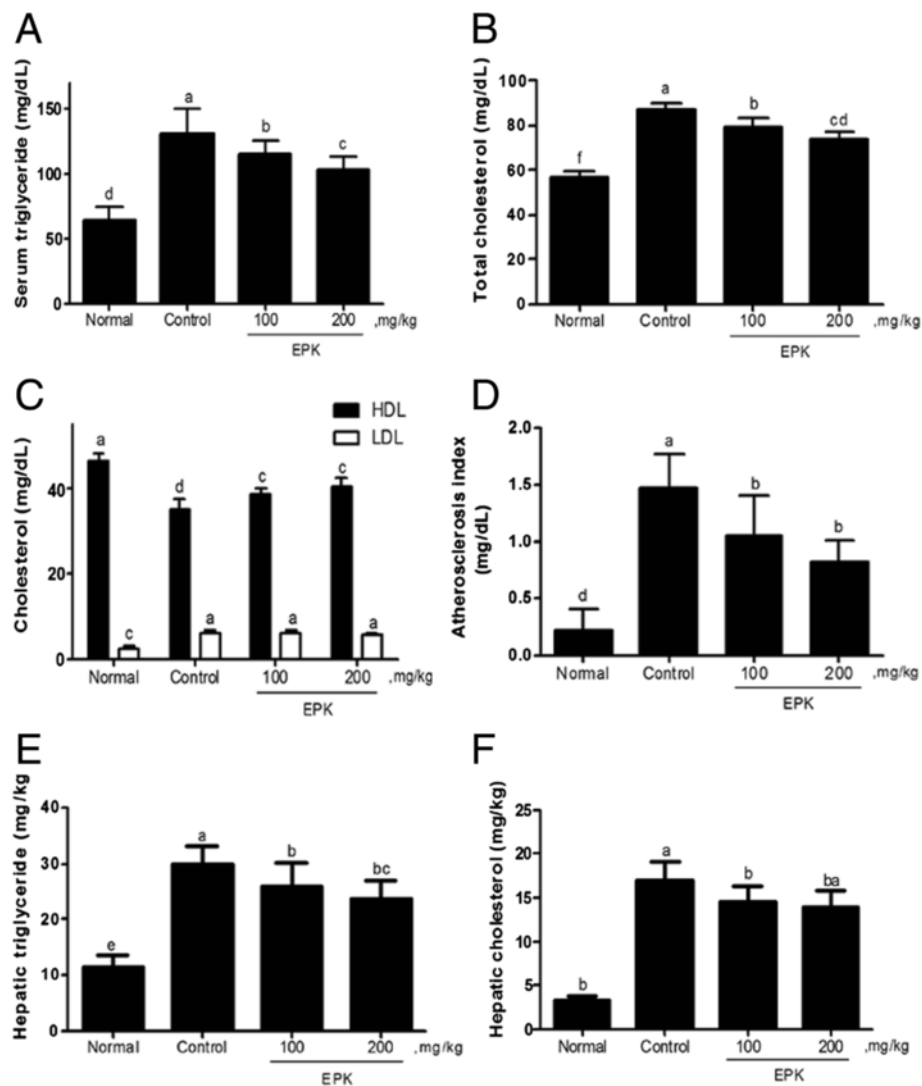 A
Serum triglyceride (mg/dL)
150
100
50
0
a
b
c
d
Normal Control 100 200 ,mg/kg
EPK
B
Total cholesterol (mg/dL)
100
80
60
40
20
0
a
b
cd
f
Normal Control 100 200 ,mg/kg
EPK
C
HDL
LDL
Cholesterol (mg/dL)
40
20
0
a
d
c
c
c
a
a
a
Normal Control 100 200 ,mg/kg
EPK
D
Atherosclerosis index
(mg/dL)
2.0
1.5
1.0
0.5
0.0
a
b
b
d
Normal Control 100 200 ,mg/kg
EPK
E
Hepatic triglyceride (mg/kg
40
30
20
10
0
a
b
bc
e
Normal Control 100 200 ,mg/kg
EPK
F
Hepatic cholesterol (mg/kg)
25
20
15
10
5
0
a
b
ba
b
Normal Control 100 200 ,mg/kg
EPK